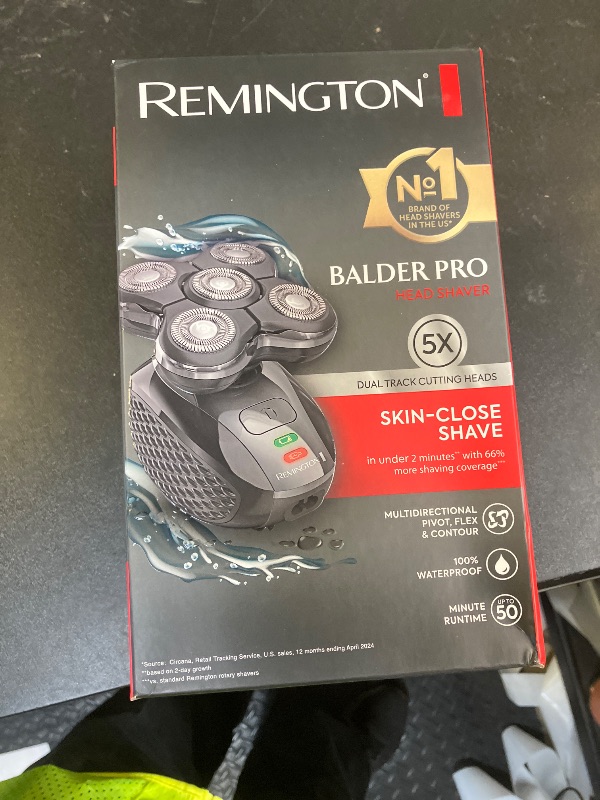 REMINGTON®
Nº1
BRAND OF
HEAD SHAVERS
IN THE US*
BALDER PRO
HEAD SHAVER
5X
DUAL TRACK CUTTING HEADS
SKIN-CLOSE
SHAVE
in under 2 minutes** with 66%
more shaving coverage***
REMINGTON
MULTIDIRECTIONAL
PIVOT, FLEX
& CONTOUR
100%
WATERPROOF
MINUTE
RUNTIME
UP TO
50
*Source: Circana, Retail Tracking Service, U.S. sales, 12 months ending April 2024
**based on 2-day growth
***vs. standard Remington rotary shavers